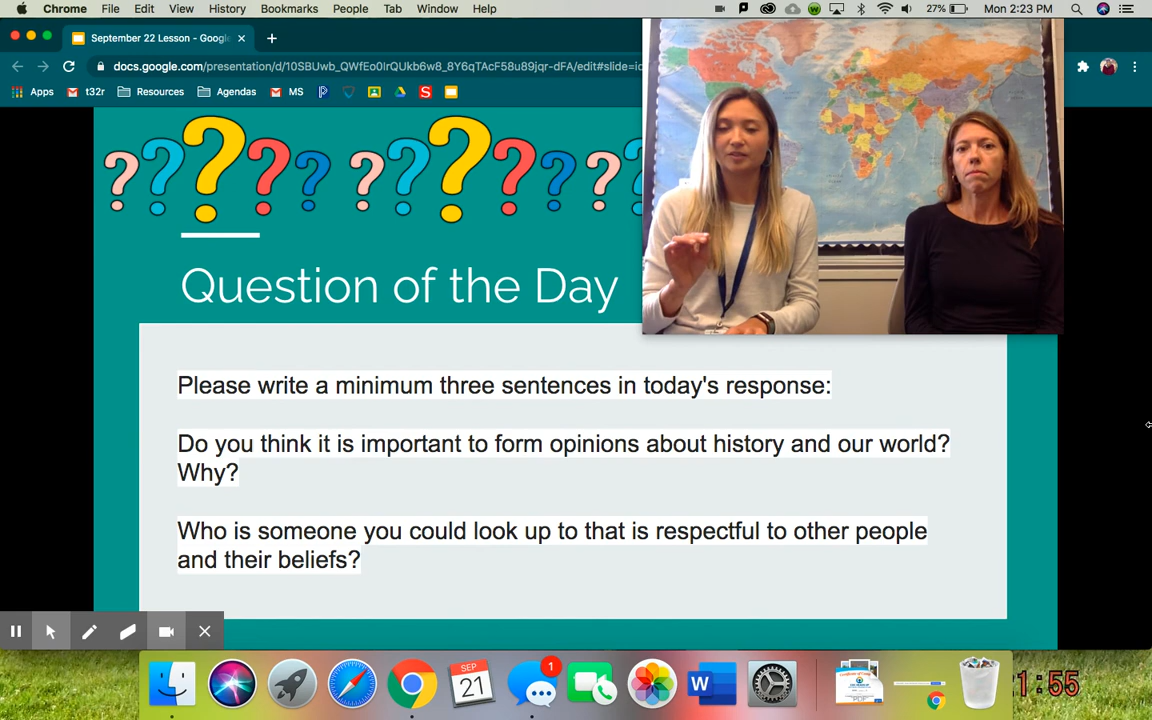 Chrome File Edit View History Bookmarks People Tab Window Help 27% Mon 2:23 PM
September 22 Lesson - Google
docs.google.com/presentation/d/10SBUwb_QWfEo0IrQUkb6w8_8Y6qTAcF58u89jqr-dFA/edit#slide=id
Apps t32r Resources Agendas MS
? ? ? ? ? ? ? ? ? ? ?
Question of the Day
Please write a minimum three sentences in today's response:
Do you think it is important to form opinions about history and our world?
Why?
Who is someone you could look up to that is respectful to other people
and their beliefs?
SEP
21
1
W
PDF
1:55